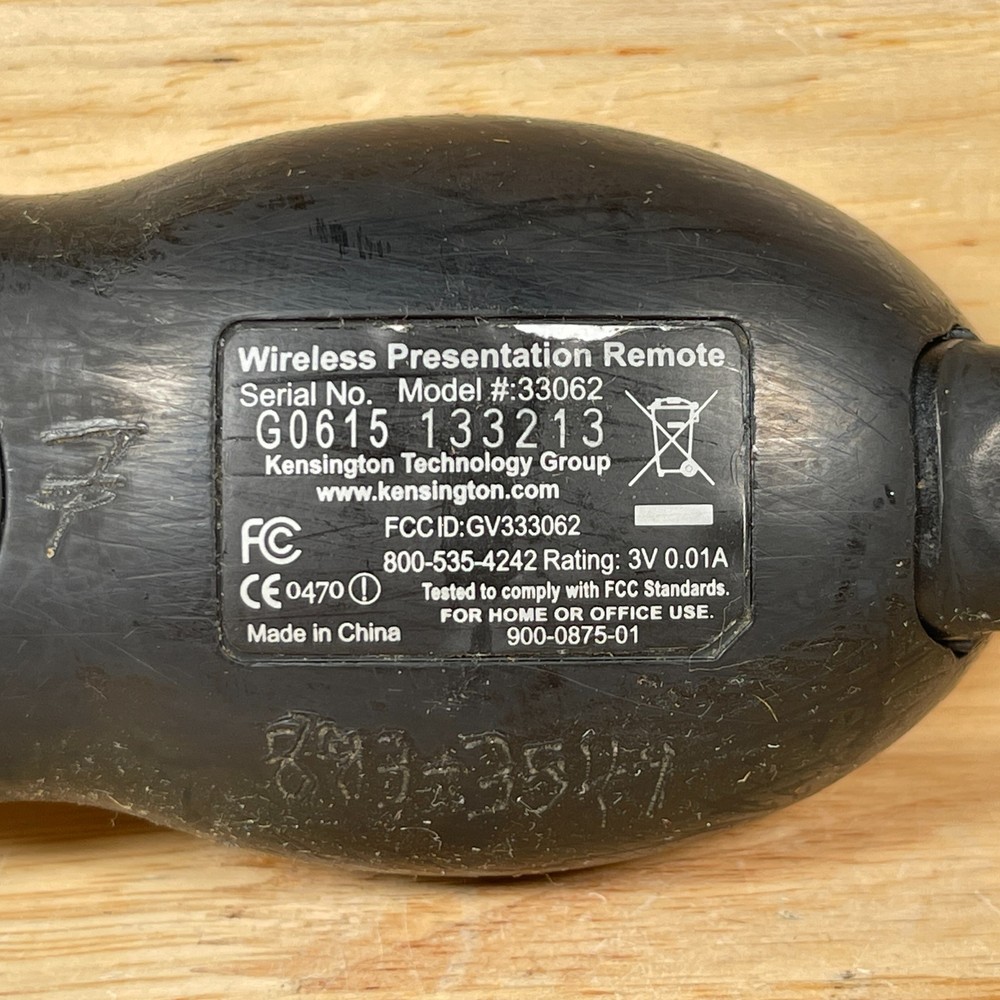 Wireless Presentation Remote
Serial No. Model #:33062
G0615 133213
Kensington Technology Group
www.kensington.com
FC FCC ID:GV333062
800-535-4242 Rating: 3V 0.01A
CE 0470 ! Tested to comply with FCC Standards.
FOR HOME OR OFFICE USE.
Made in China 900-0875-01